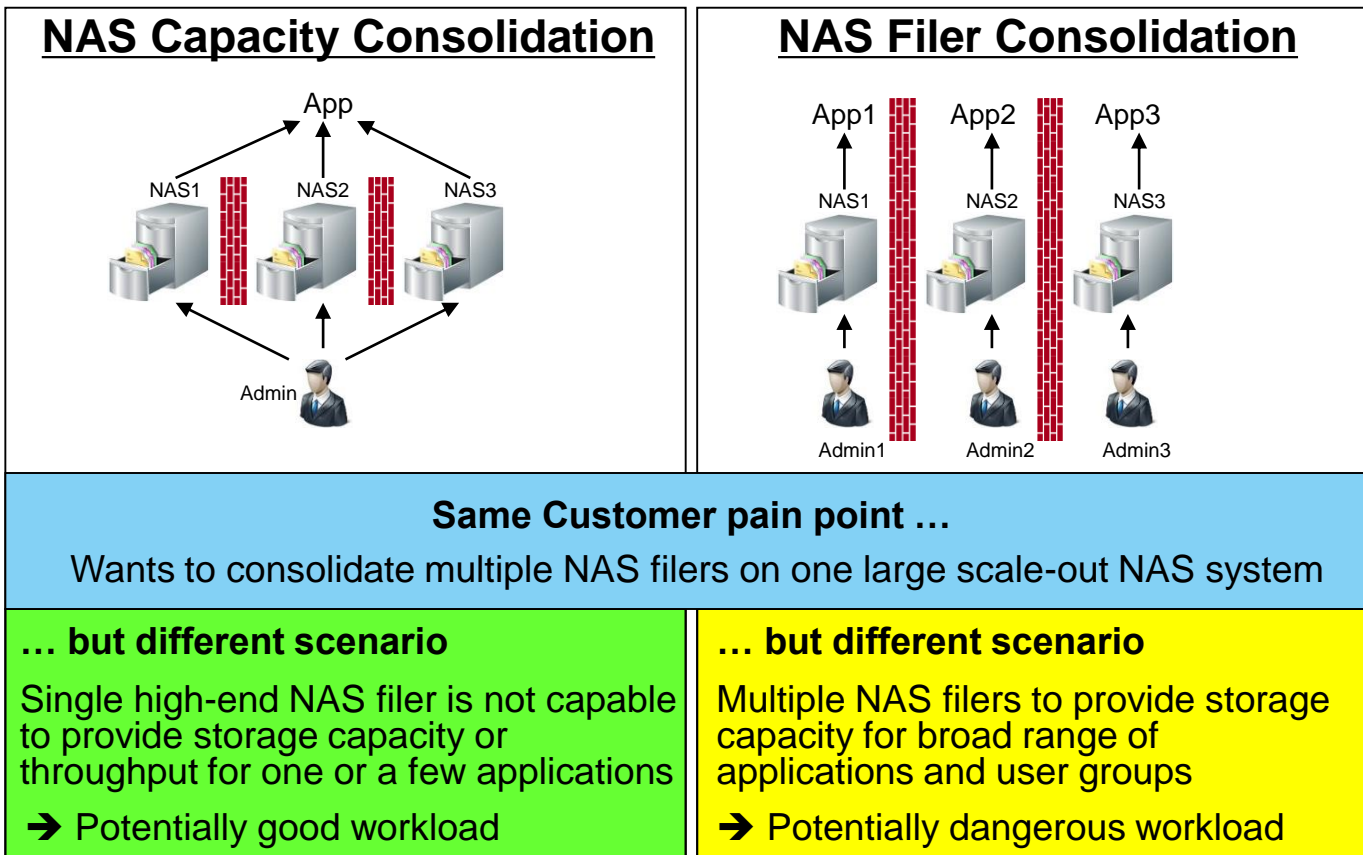 NAS Capacity Consolidation
App
NAS1
NAS2
NAS3
Admin
NAS Filer Consolidation
App1
App2
App3
NAS1
NAS2
NAS3
Admin1
Admin2
Admin3
Same Customer pain point …
Wants to consolidate multiple NAS filers on one large scale-out NAS system
… but different scenario
Single high-end NAS filer is not capable
to provide storage capacity or
throughput for one or a few applications
➔ Potentially good workload
… but different scenario
Multiple NAS filers to provide storage
capacity for broad range of
applications and user groups
➔ Potentially dangerous workload